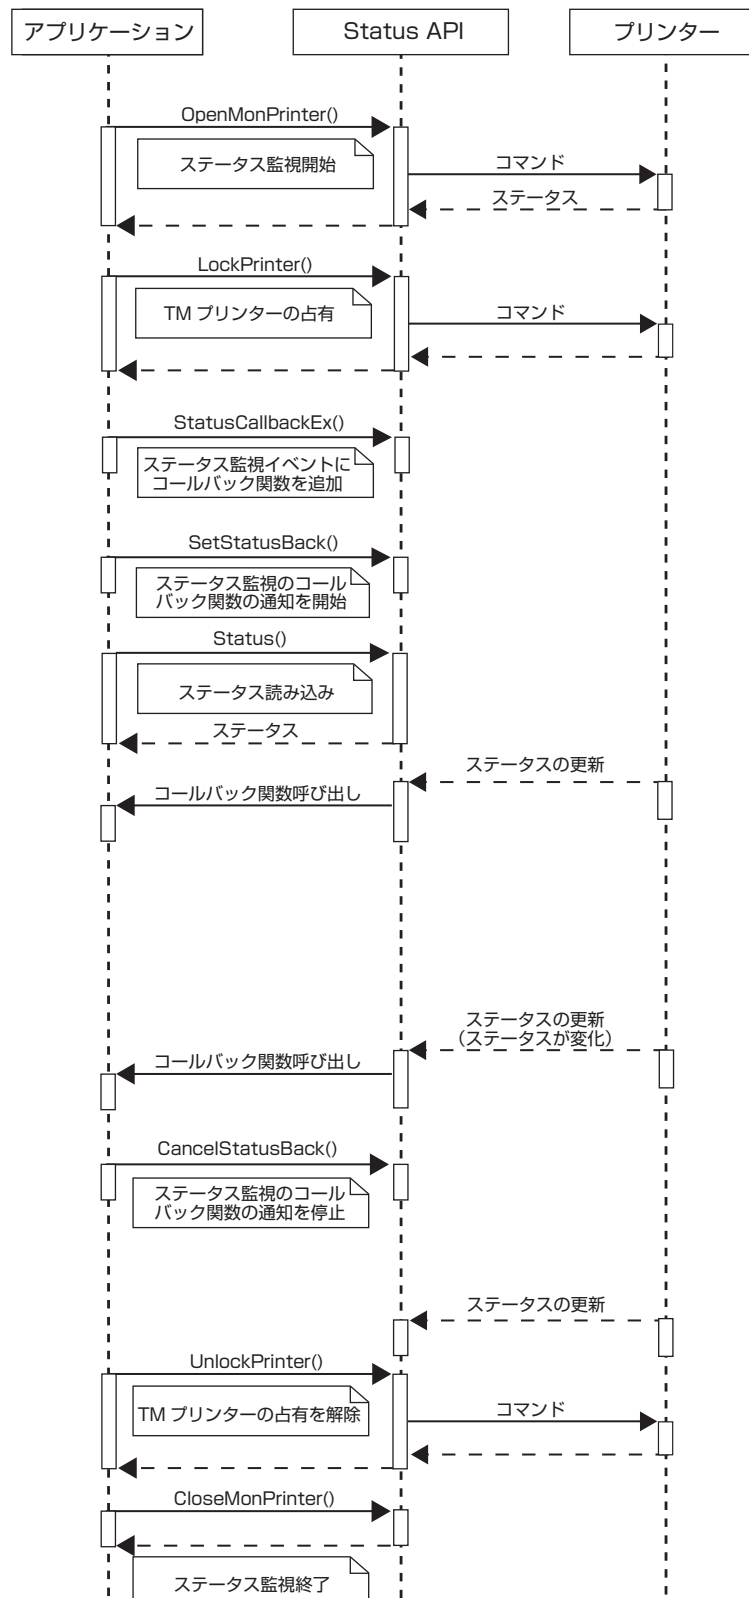 アプリケーション
Status API
プリンター
OpenMonPrinter()
ステータス監視開始
コマンド
ステータス
LockPrinter()
TM プリンターの占有
コマンド
StatusCallbackEx()
ステータス監視イベントに
コールバック関数を追加
SetStatusBack()
ステータス監視のコール
バック関数の通知を開始
Status()
ステータス読み込み
ステータス
ステータスの更新
コールバック関数呼び出し
ステータスの更新
（ステータスが変化）
コールバック関数呼び出し
CancelStatusBack()
ステータス監視のコール
バック関数の通知を停止
ステータスの更新
UnlockPrinter()
TM プリンターの占有を解除
コマンド
CloseMonPrinter()
ステータス監視終了